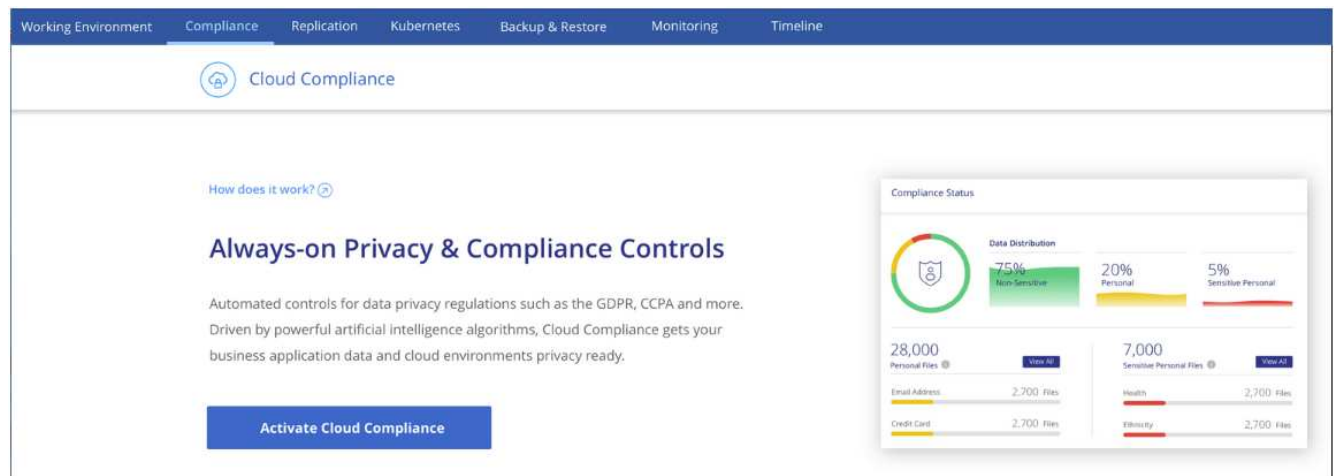 Working Environment Compliance Replication Kubernetes Backup & Restore Monitoring Timeline
Cloud Compliance
How does it work?
Always-on Privacy & Compliance Controls
Automated controls for data privacy regulations such as the GDPR, CCPA and more.
Driven by powerful artificial intelligence algorithms, Cloud Compliance gets your
business application data and cloud environments privacy ready.
Activate Cloud Compliance
Compliance Status
Data Distribution
75% 20% 5%
Non-Sensitive Personal Sensitive Personal
28,000 View All 7,000 View All
Personal Files Sensitive Personal Files
Email Address 2,700 Files Health 2,700 Files
Credit Card 2,700 Files Ethnicity 2,700 Files